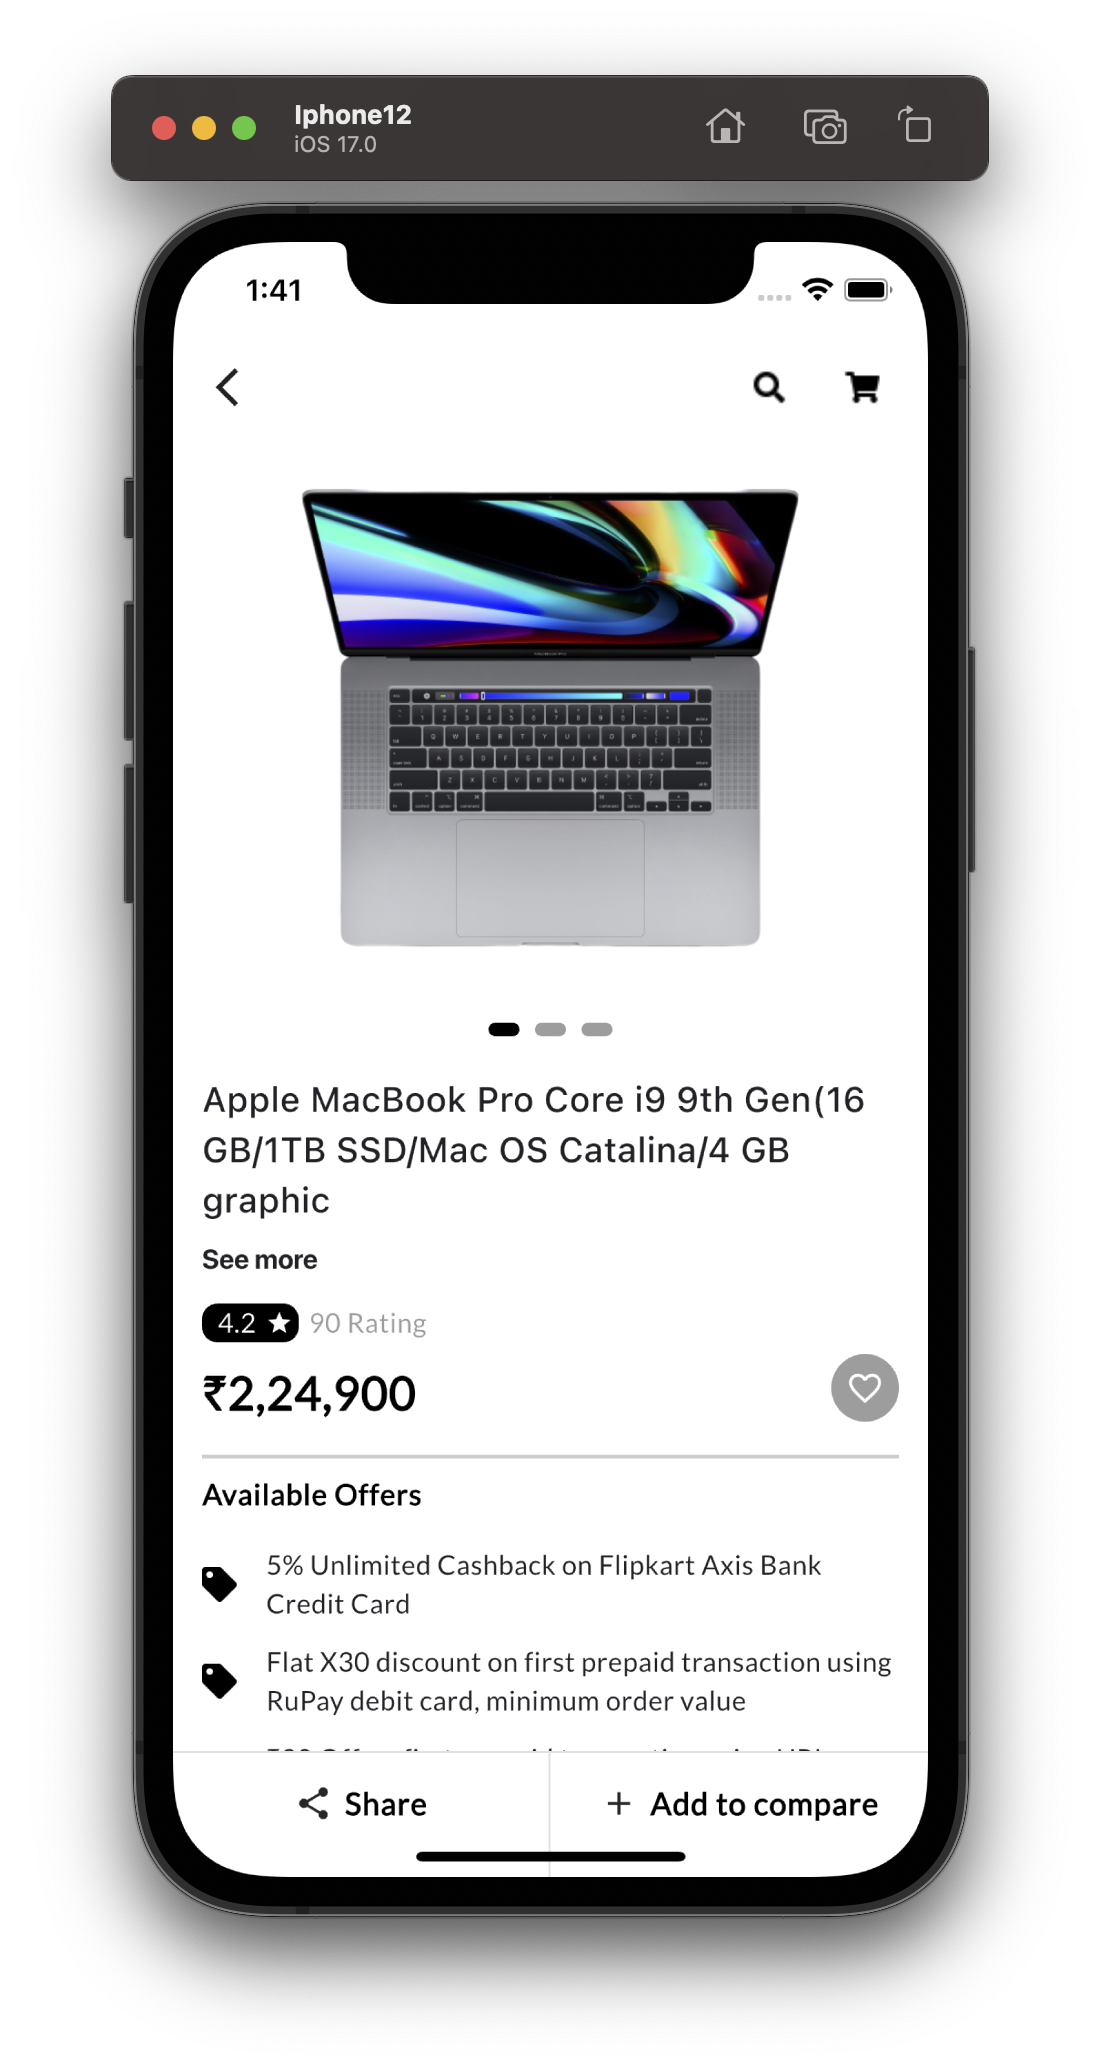 Iphone12
iOS 17.0
1:41
Apple MacBook Pro Core i9 9th Gen(16
GB/1TB SSD/Mac OS Catalina/4 GB
graphic
See more
4.2
90 Rating
₹2,24,900
Available Offers
5% Unlimited Cashback on Flipkart Axis Bank
Credit Card
Flat X30 discount on first prepaid transaction using
RuPay debit card, minimum order value
Share
+ Add to compare